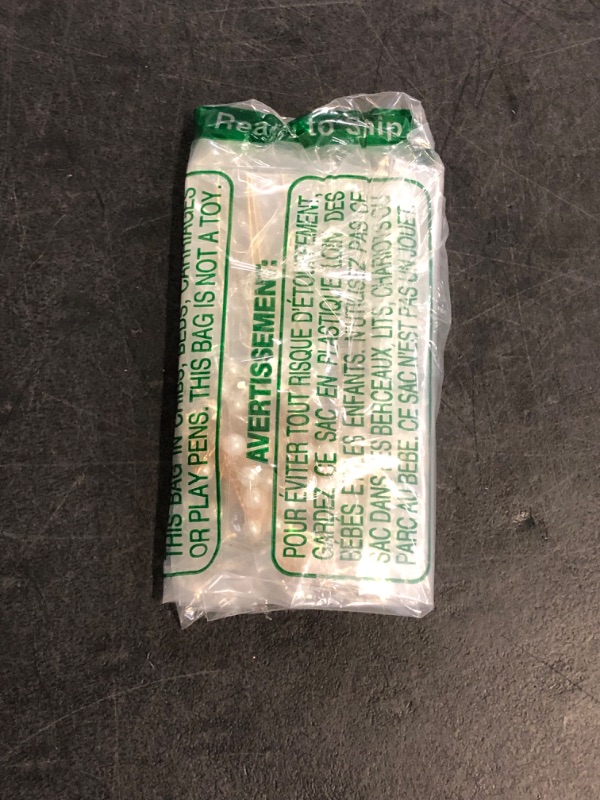 Ready to Ship
THIS BAG IN CRIBS, BEDS, CARRIAGES
OR PLAY PENS. THIS BAG IS NOT A TOY.
AVERTISSEMENT:
POUR ÉVITER TOUT RISQUE D'ÉTOUFFEMENT,
GARDEZ CE SAC EN PLASTIQUE LOIN DES
BÉBÉS ET LES ENFANTS. N'UTILISEZ PAS CE
SAC DANS LES BERCEAUX, LITS, CHARIOTS OU
PARC AU BÉBÉ. CE SAC N'EST PAS UN JOUET.